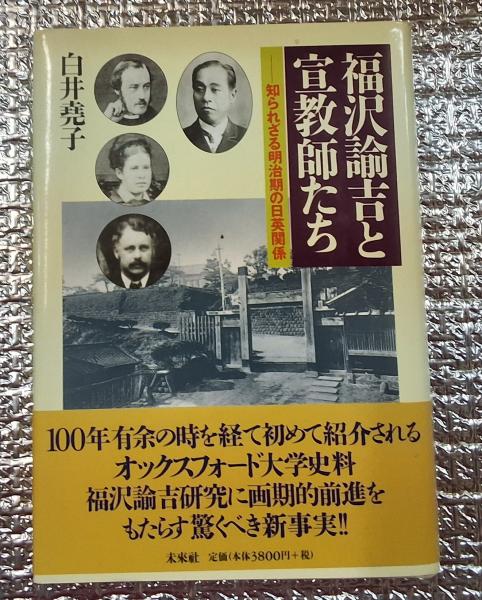 福沢諭吉と
宣教師たち
──知られざる明治期の日英関係
白井堯子
100年有余の時を経て初めて紹介される
オックスフォード大学史料
福沢諭吉研究に画期的前進を
もたらす驚くべき新事実!!
未來社 定価(本体3800円+税)